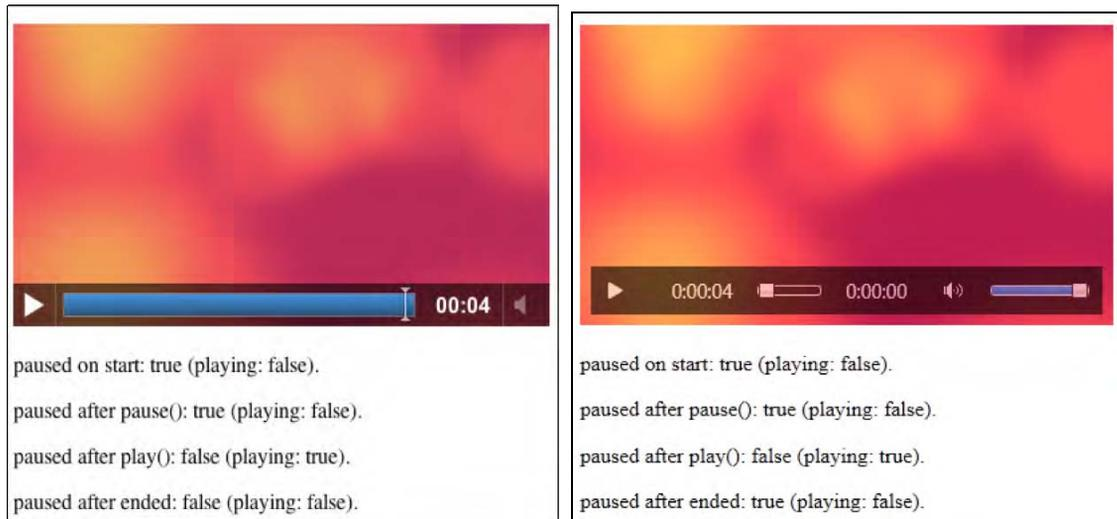 00:04
paused on start: true (playing: false).
paused after pause(): true (playing: false).
paused after play(): false (playing: true).
paused after ended: false (playing: false).
0:00:04 0:00:00
paused on start: true (playing: false).
paused after pause(): true (playing: false).
paused after play(): false (playing: true).
paused after ended: true (playing: false).